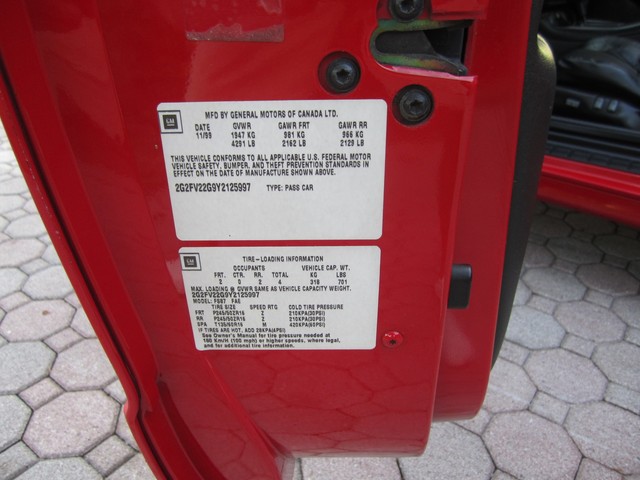 GM
MFD BY GENERAL MOTORS OF CANADA LTD.
DATE GVWR GAWR FRT GAWR RR
11/99 1947 KG 981 KG 966 KG
4291 LB 2162 LB 2129 LB
THIS VEHICLE CONFORMS TO ALL APPLICABLE U.S. FEDERAL MOTOR
VEHICLE SAFETY, BUMPER, AND THEFT PREVENTION STANDARDS IN
EFFECT ON THE DATE OF MANUFACTURE SHOWN ABOVE.
2G2FV22G9Y2125997 TYPE: PASS CAR
GM
TIRE-LOADING INFORMATION
OCCUPANTS VEHICLE CAP. WT.
FRT. CTR. RR. TOTAL KG LBS
2 0 2 4 318 701
MAX. LOADING @ GVWR SAME AS VEHICLE CAPACITY WEIGHT.
2G2FV22G9Y2125997
MODEL: FS87 FAE
TIRE SIZE SPEED RTG COLD TIRE PRESSURE
FRT P245/50ZR16 Z 210KPA(30PSI)
RR P245/50ZR16 Z 210KPA(30PSI)
SPA M 420KPA(60PSI)
IF TIRES ARE HOT, ADD 28KPA(4PSI)
See Owner's Manual for tire pressure needed at
160 Km/H (100 mph) or higher speeds, where legal,
and for additional tire information.